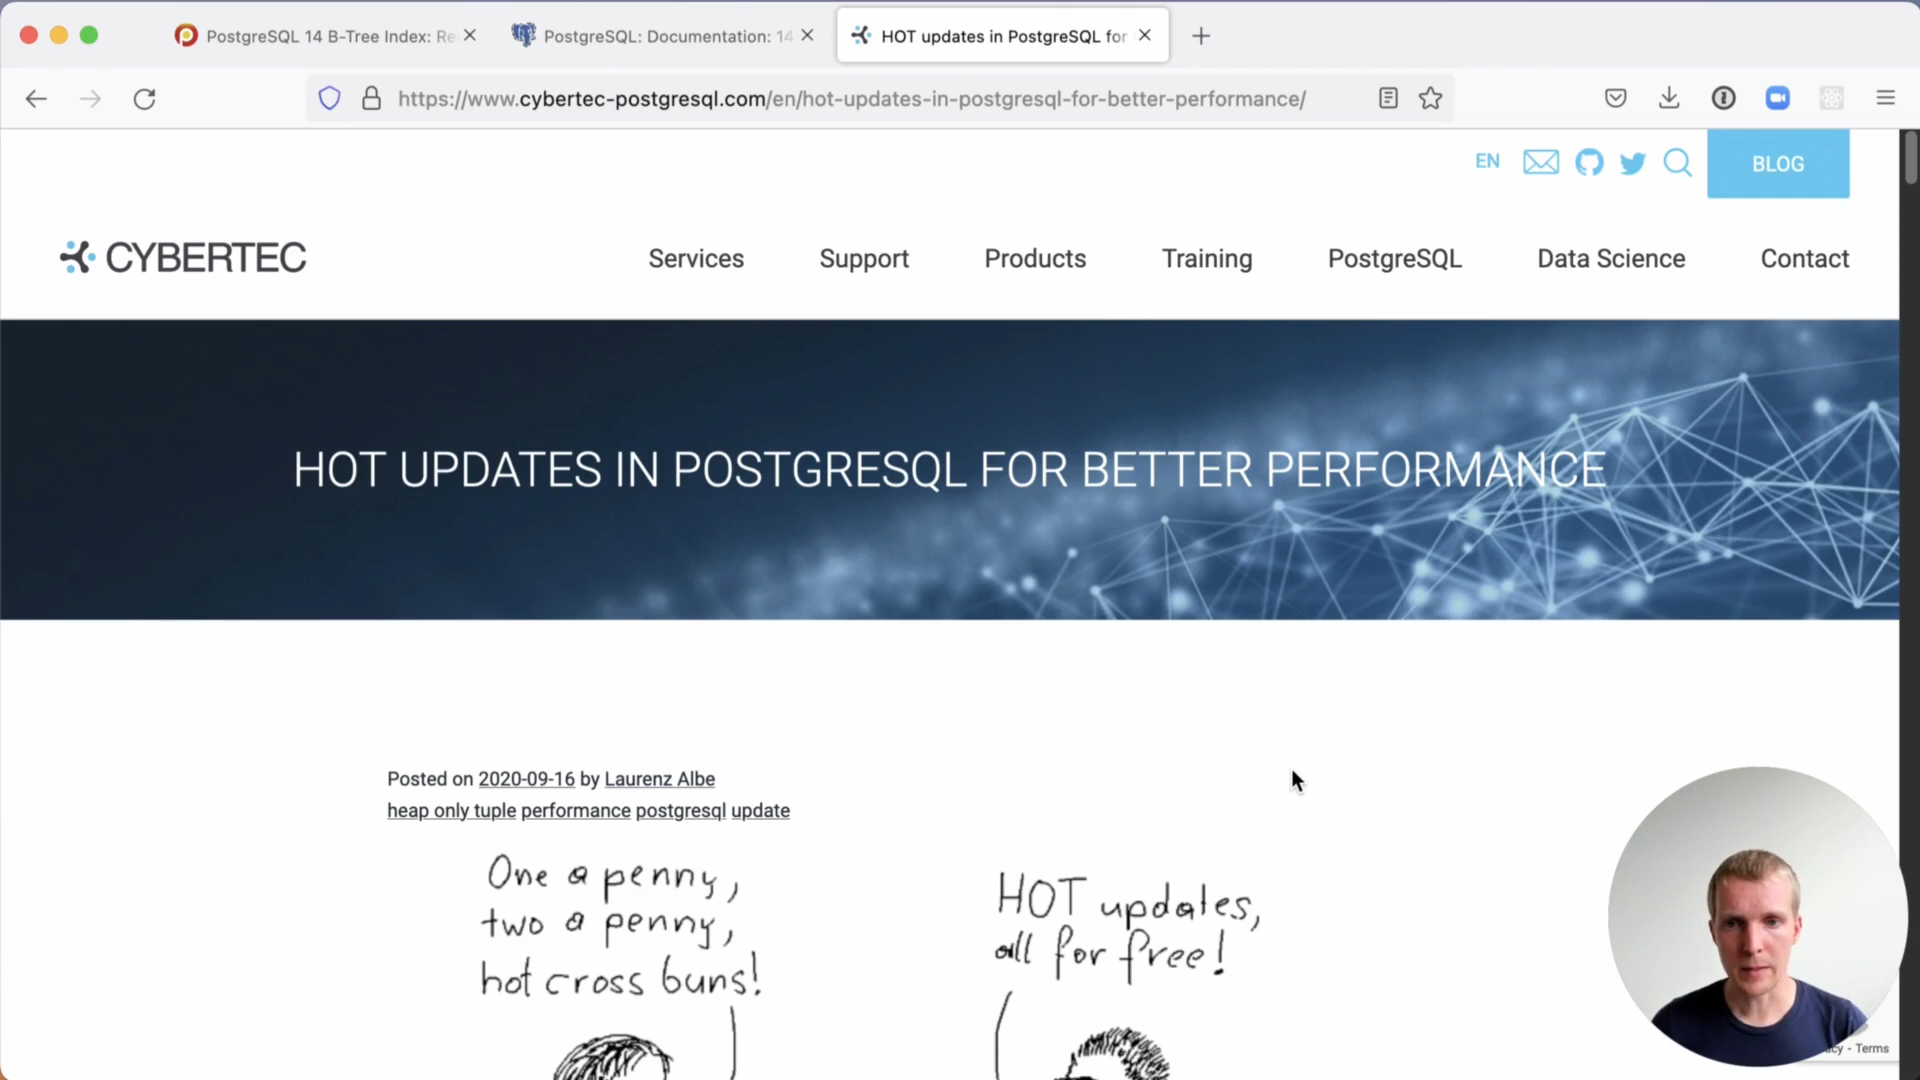 PostgreSQL 14 B-Tree Index: Re
PostgreSQL: Documentation: 14
HOT updates in PostgreSQL for
https://www.cybertec-postgresql.com/en/hot-updates-in-postgresql-for-better-performance/
EN
BLOG
CYBERTEC
Services
Support
Products
Training
PostgreSQL
Data Science
Contact
HOT UPDATES IN POSTGRESQL FOR BETTER PERFORMANCE
Posted on 2020-09-16 by Laurenz Albe
heap only tuple performance postgresql update
One a penny,
two a penny,
hot cross buns!
HOT updates,
all for free!
acy - Terms